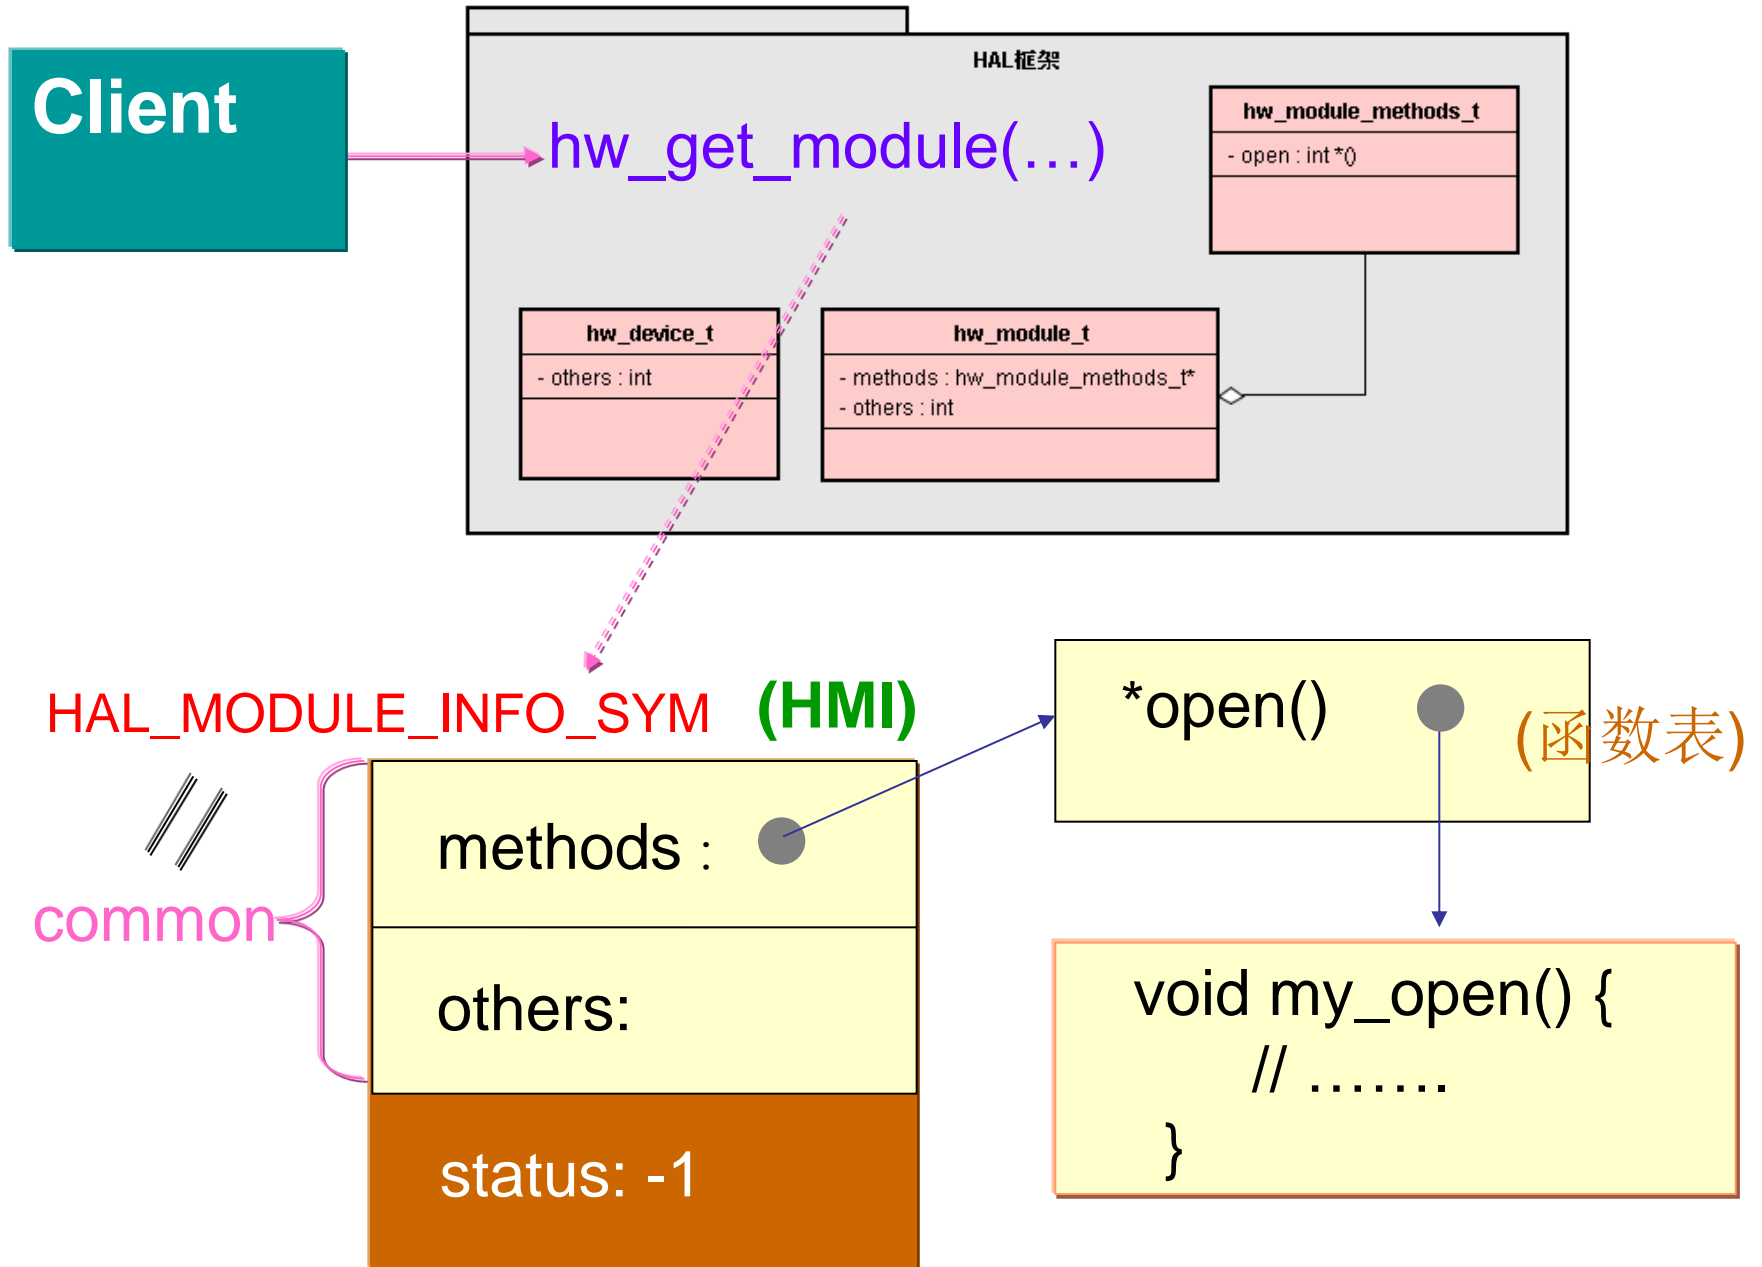 HAL框架
Client
hw_get_module(...)
hw_module_methods_t
- open : int *()
hw_device_t
- others : int
hw_module_t
- methods : hw_module_methods_t*
- others : int
HAL_MODULE_INFO_SYM (HMI)
common
methods :
others:
status: -1
*open()
(函数表)
void my_open() {
// …….
}